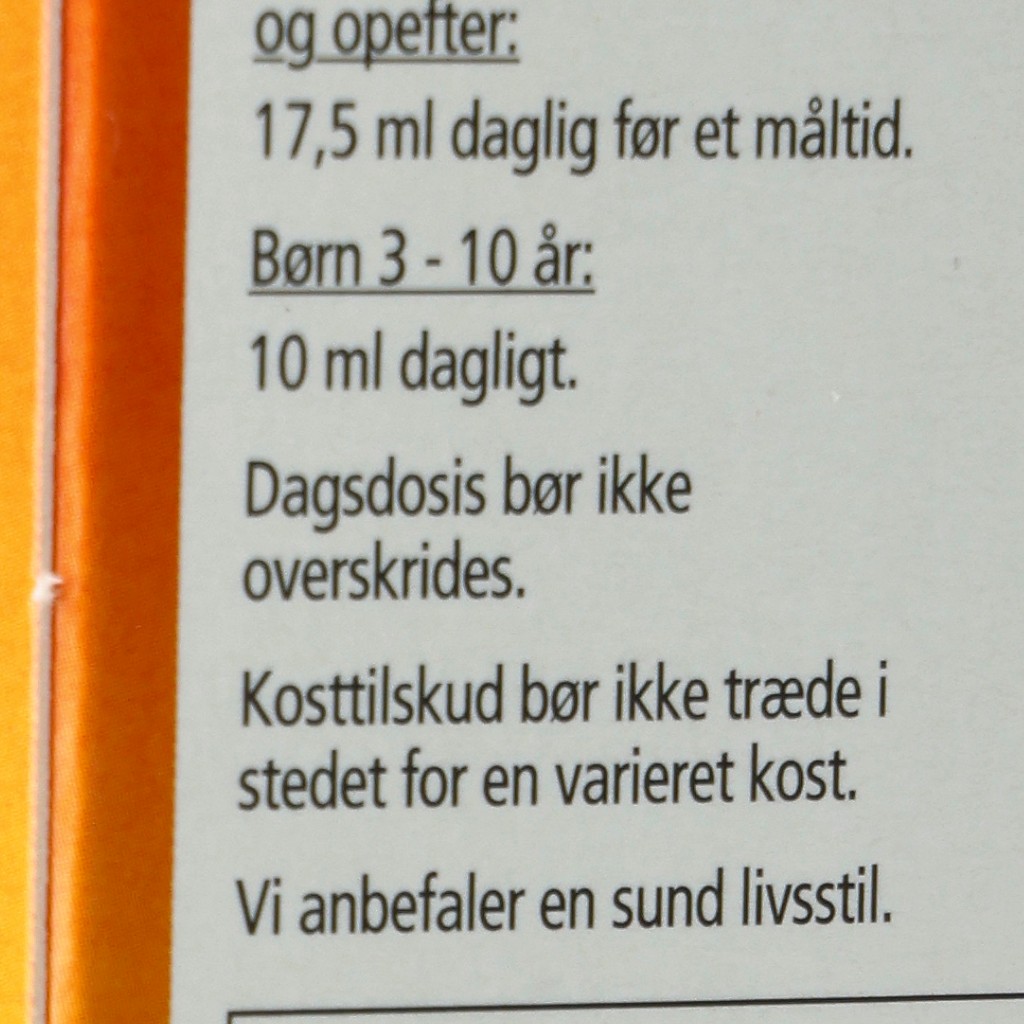 og opefter:
17,5 ml daglig før et måltid.
Børn 3 - 10 år:
10 ml dagligt.
Dagsdosis bør ikke
overskrides.
Kosttilskud bør ikke træde i
stedet for en varieret kost.
Vi anbefaler en sund livsstil.